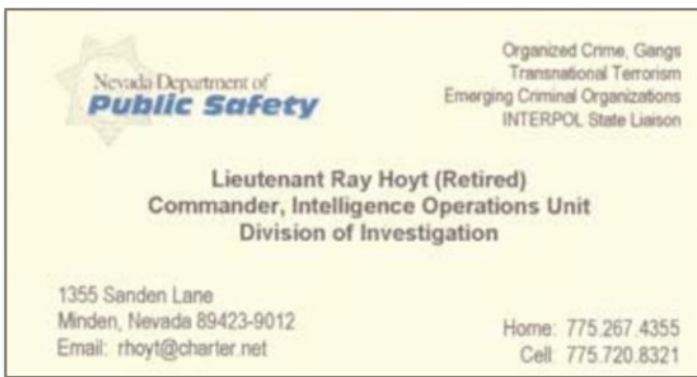 Nevada Department of
Public Safety
Organized Crime, Gangs
Transnational Terrorism
Emerging Criminal Organizations
INTERPOL State Liaison
Lieutenant Ray Hoyt (Retired)
Commander, Intelligence Operations Unit
Division of Investigation
1355 Sanden Lane
Minden, Nevada 89423-9012
Email: rhoyt@charter.net
Home: 775.267.4355
Cell: 775.720.8321